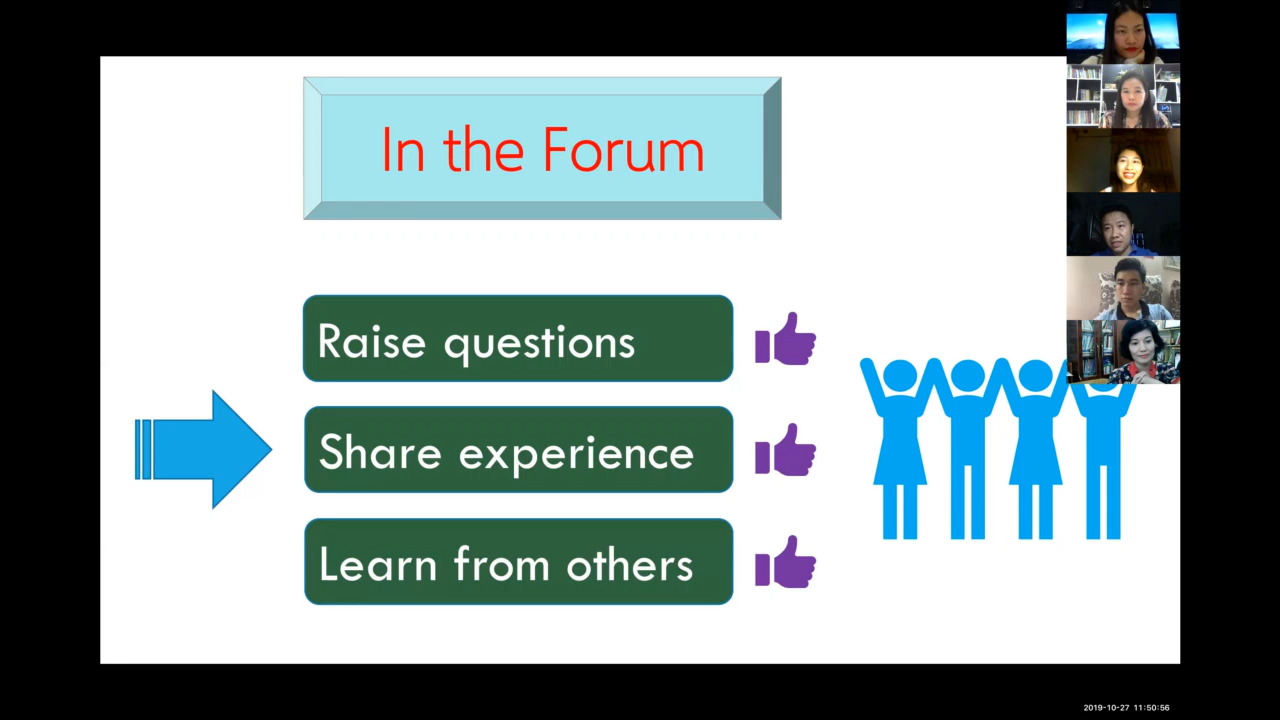 In the Forum
Raise questions
Share experience
Learn from others
2019-10-27 11:50:56